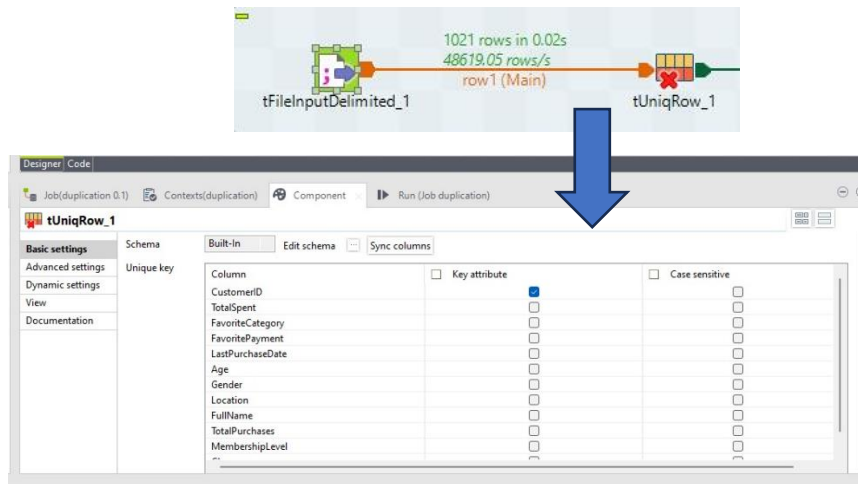 1021 rows in 0.02s
48619.05 rows/s
row1 (Main)
tFileInputDelimited_1
tUniqRow_1
Designer Code
Job(duplication 0.1) Contexts(duplication) Component Run (Job duplication)
tUniqRow_1
Basic settings
Advanced settings
Dynamic settings
View
Documentation
Schema Built-In Edit schema ... Sync columns
Unique key
Column Key attribute Case sensitive
CustomerID
TotalSpent
FavoriteCategory
FavoritePayment
LastPurchaseDate
Age
Gender
Location
FullName
TotalPurchases
MembershipLevel